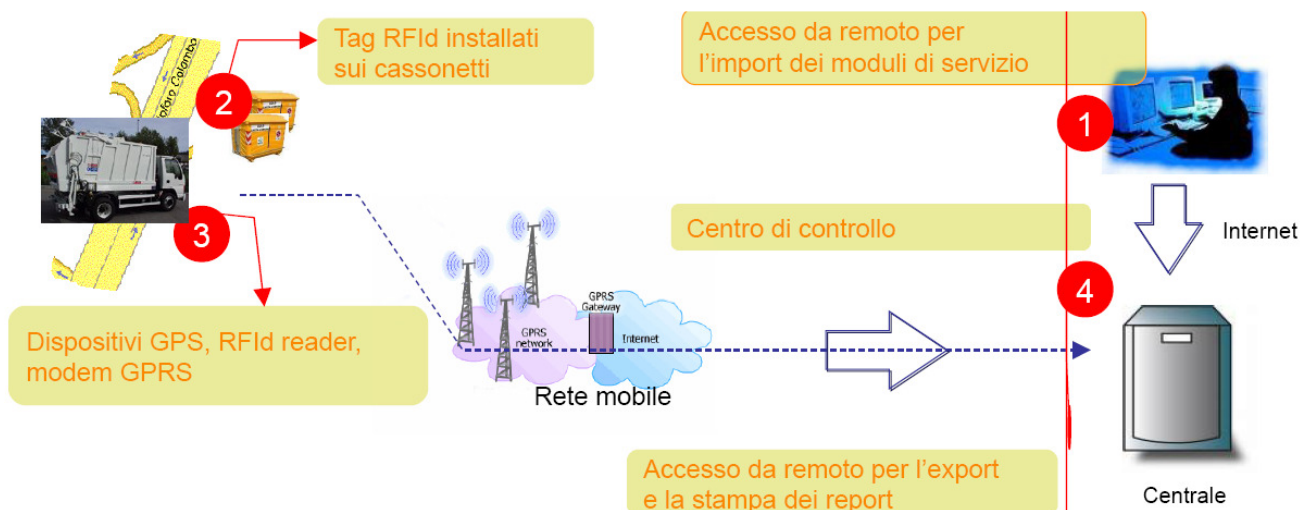 Tag RFId installati
sui cassonetti
Accesso da remoto per
l'import dei moduli di servizio
2
1
Centro di controllo
Internet
3
4
Dispositivi GPS, RFId reader,
modem GPRS
GPRS
Gateway
GPRS
network
Internet
Rete mobile
Accesso da remoto per l'export
e la stampa dei report
Centrale